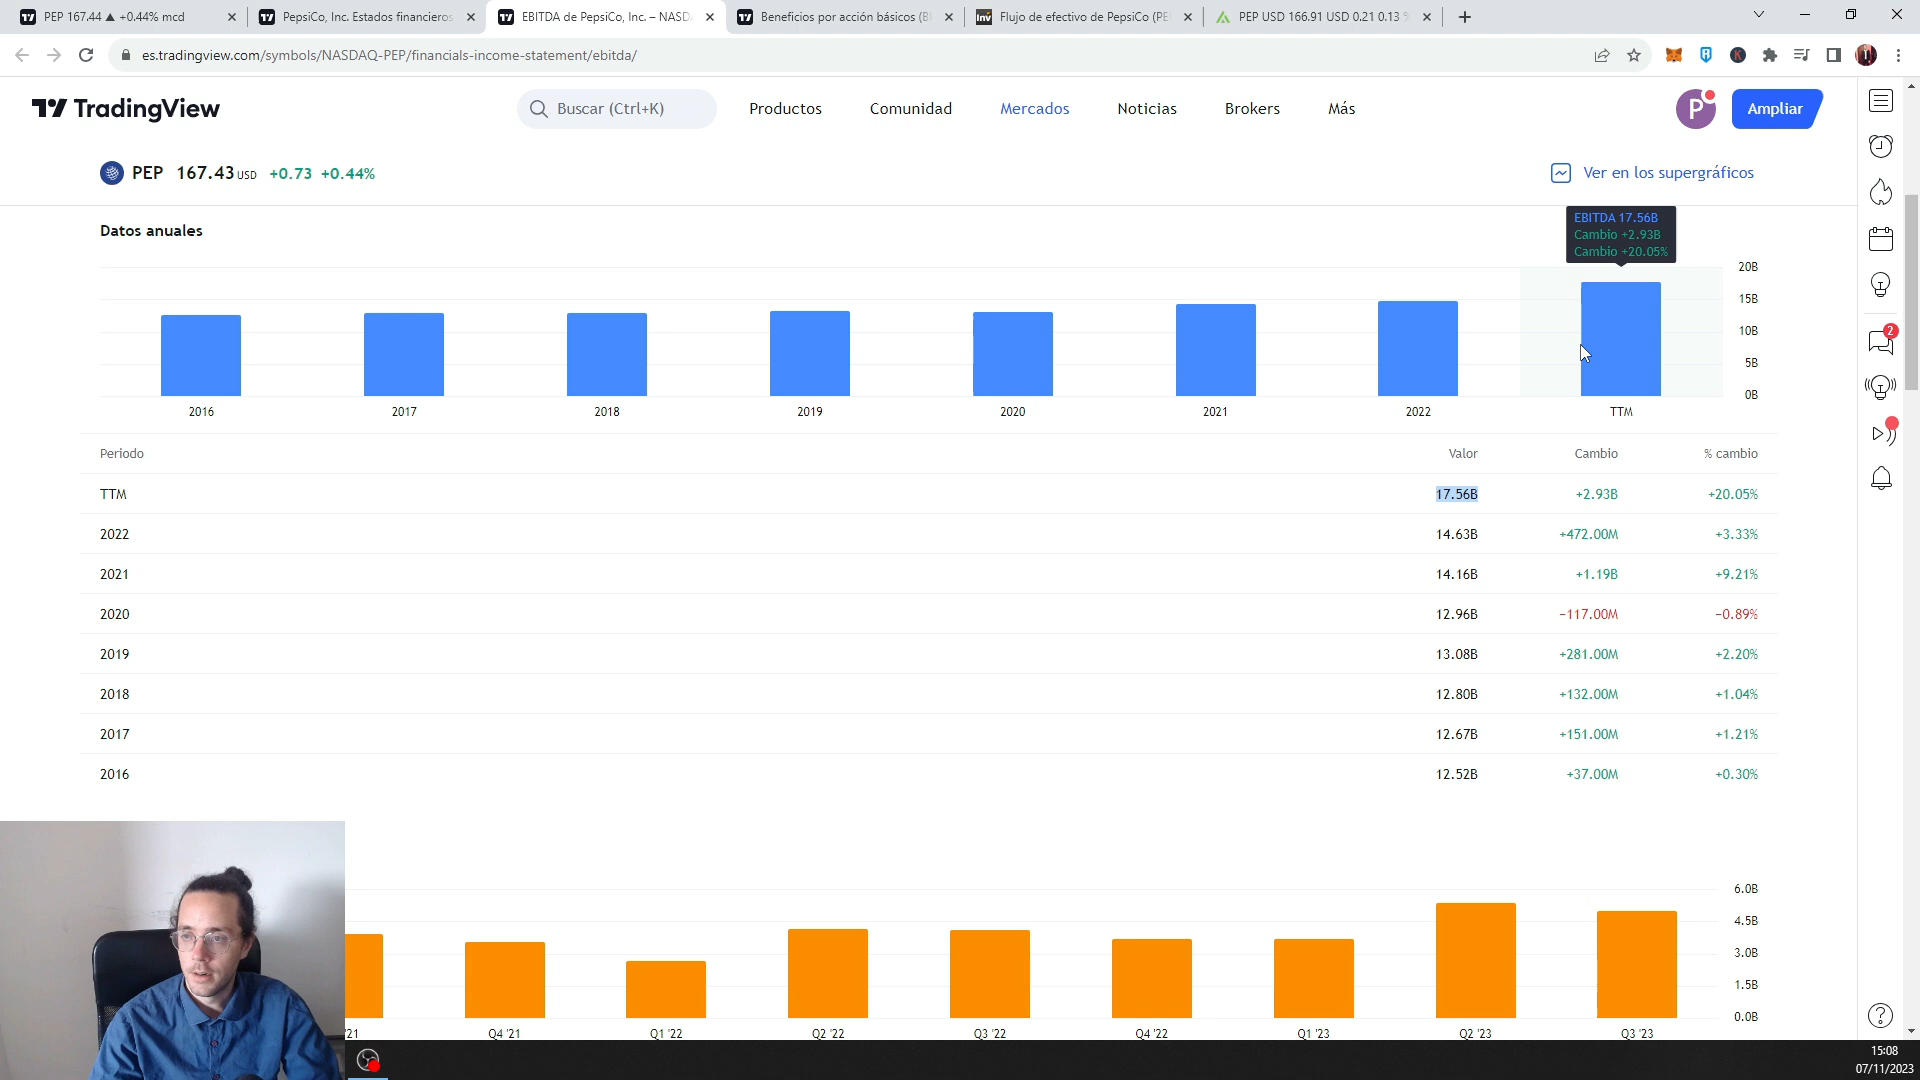 PEP 167.44 ▲ +0.44% mcd
PepsiCo, Inc. Estados financieros
EBITDA de PepsiCo, Inc. – NASD
Beneficios por acción básicos (B
Flujo de efectivo de PepsiCo (PE
PEP USD 166.91 USD 0.21 0.13 %
es.tradingview.com/symbols/NASDAQ-PEP/financials-income-statement/ebitda/
TradingView
Buscar (Ctrl+K)
Productos
Comunidad
Mercados
Noticias
Brokers
Más
P
Ampliar
PEP 167.43 USD +0.73 +0.44%
Ver en los supergráficos
Datos anuales
EBITDA 17.56B
Cambio +2.93B
Cambio +20.05%
20B
15B
10B
5B
0B
2016 2017 2018 2019 2020 2021 2022 TTM
Periodo Valor Cambio % cambio
TTM 17.56B +2.93B +20.05%
2022 14.63B +472.00M +3.33%
2021 14.16B +1.19B +9.21%
2020 12.96B −117.00M −0.89%
2019 13.08B +281.00M +2.20%
2018 12.80B +132.00M +1.04%
2017 12.67B +151.00M +1.21%
2016 12.52B +37.00M +0.30%
2
6.0B
4.5B
3.0B
1.5B
0.0B
'21 Q4 '21 Q1 '22 Q2 '22 Q3 '22 Q4 '22 Q1 '23 Q2 '23 Q3 '23
15:08
07/11/2023